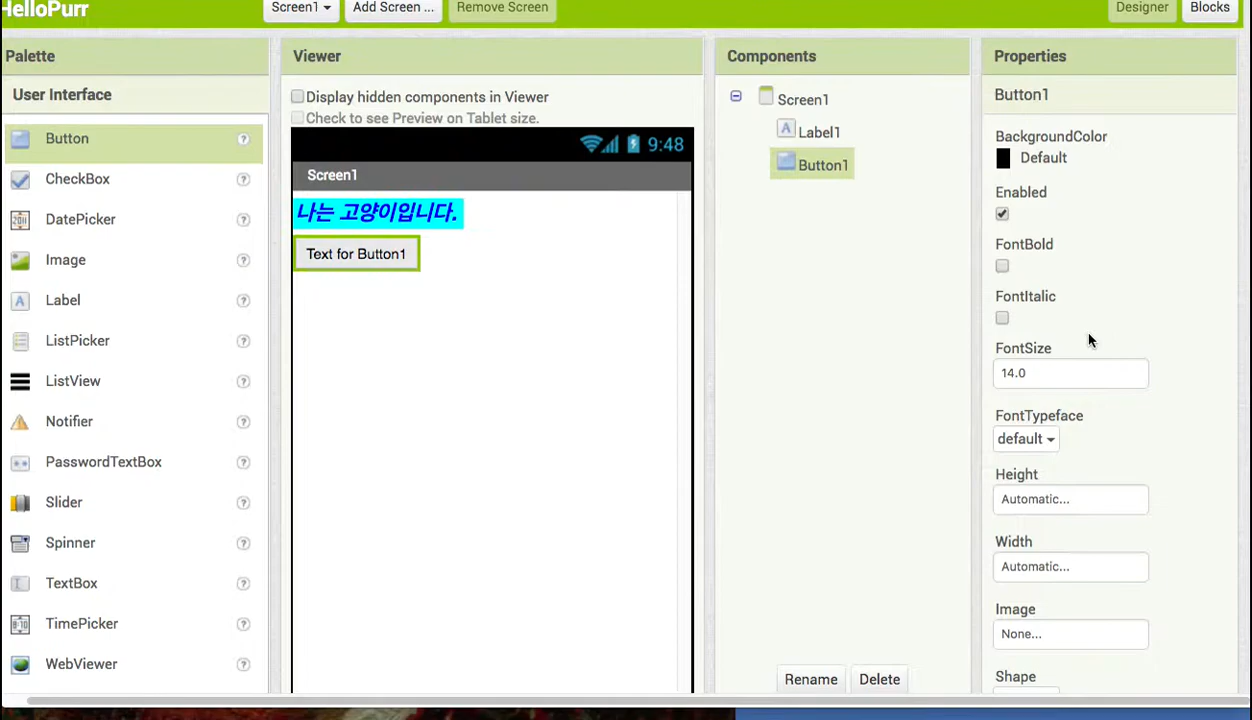 HelloPurr
Screen1
Add Screen ...
Remove Screen
Designer
Blocks
Palette
User Interface
Button
CheckBox
DatePicker
Image
Label
ListPicker
ListView
Notifier
PasswordTextBox
Slider
Spinner
TextBox
TimePicker
WebViewer
Viewer
Display hidden components in Viewer
Check to see Preview on Tablet size.
9:48
Screen1
나는 고양이입니다.
Text for Button1
Components
Screen1
Label1
Button1
Rename
Delete
Properties
Button1
BackgroundColor
Default
Enabled
FontBold
FontItalic
FontSize
14.0
FontTypeface
default
Height
Automatic...
Width
Automatic...
Image
None...
Shape